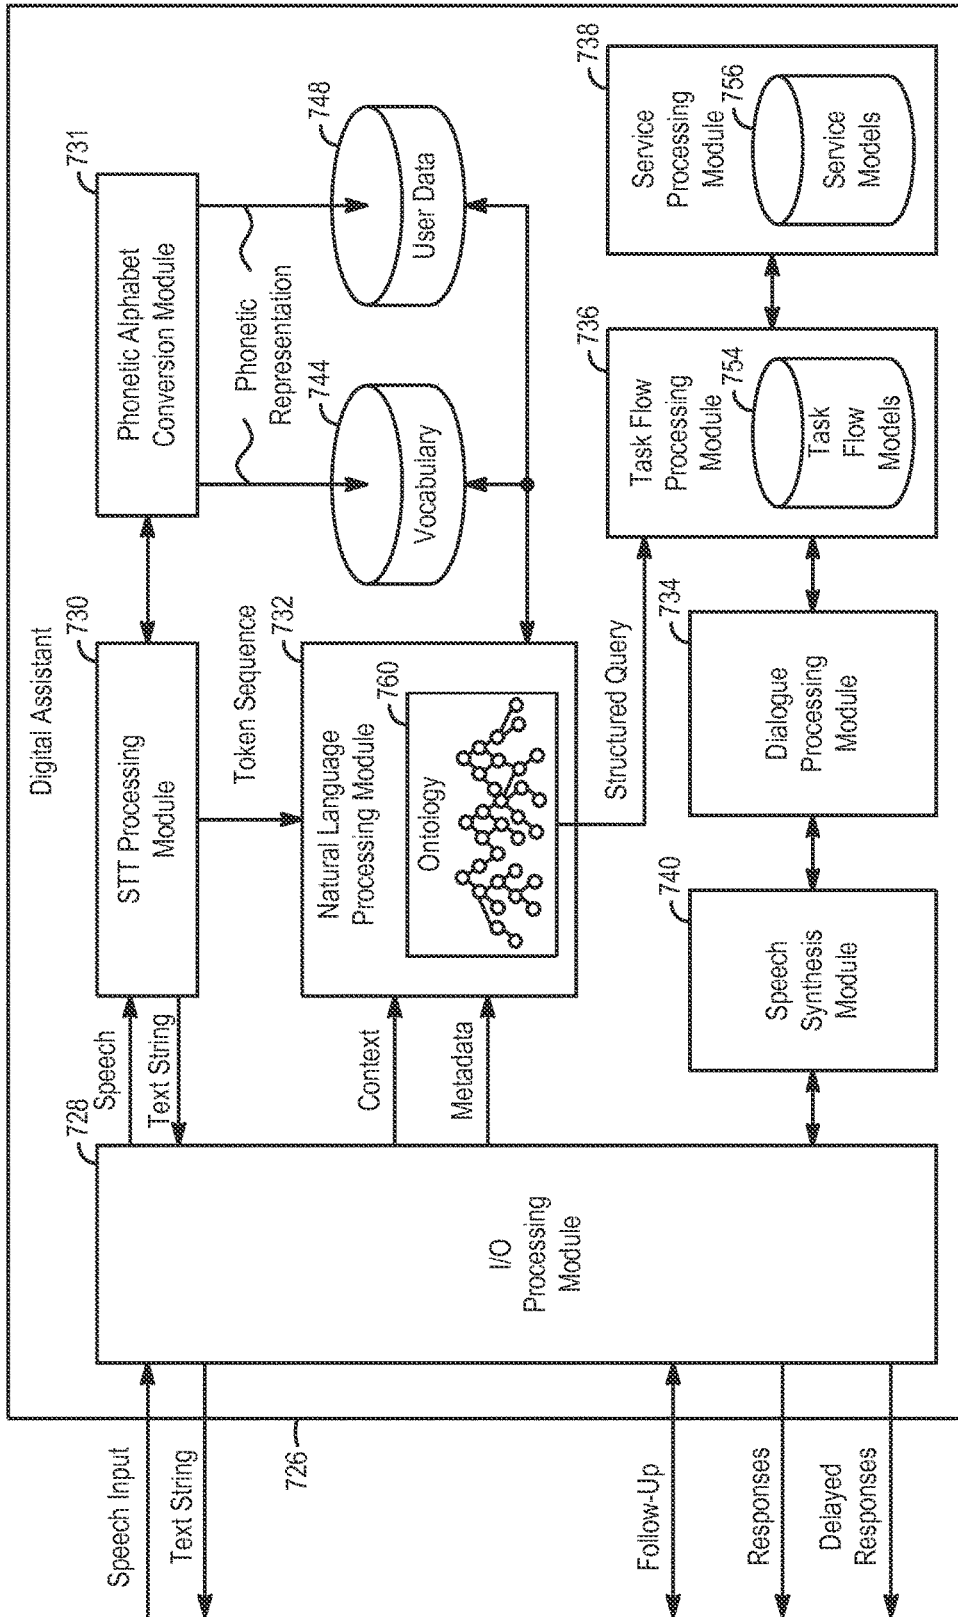 Digital Assistant
726
Speech Input
Text String
Follow-Up
Responses
Delayed
Responses
728
I/O
Processing
Module
Speech
Text String
Context
Metadata
730
STT Processing
Module
731
Phonetic Alphabet
Conversion Module
Token Sequence
Phonetic
Representation
732
Natural Language
Processing Module
760
Ontology
744
Vocabulary
748
User Data
Structured Query
740
Speech
Synthesis
Module
734
Dialogue
Processing
Module
736
Task Flow
Processing
Module
754
Task
Flow
Models
738
Service
Processing
Module
756
Service
Models